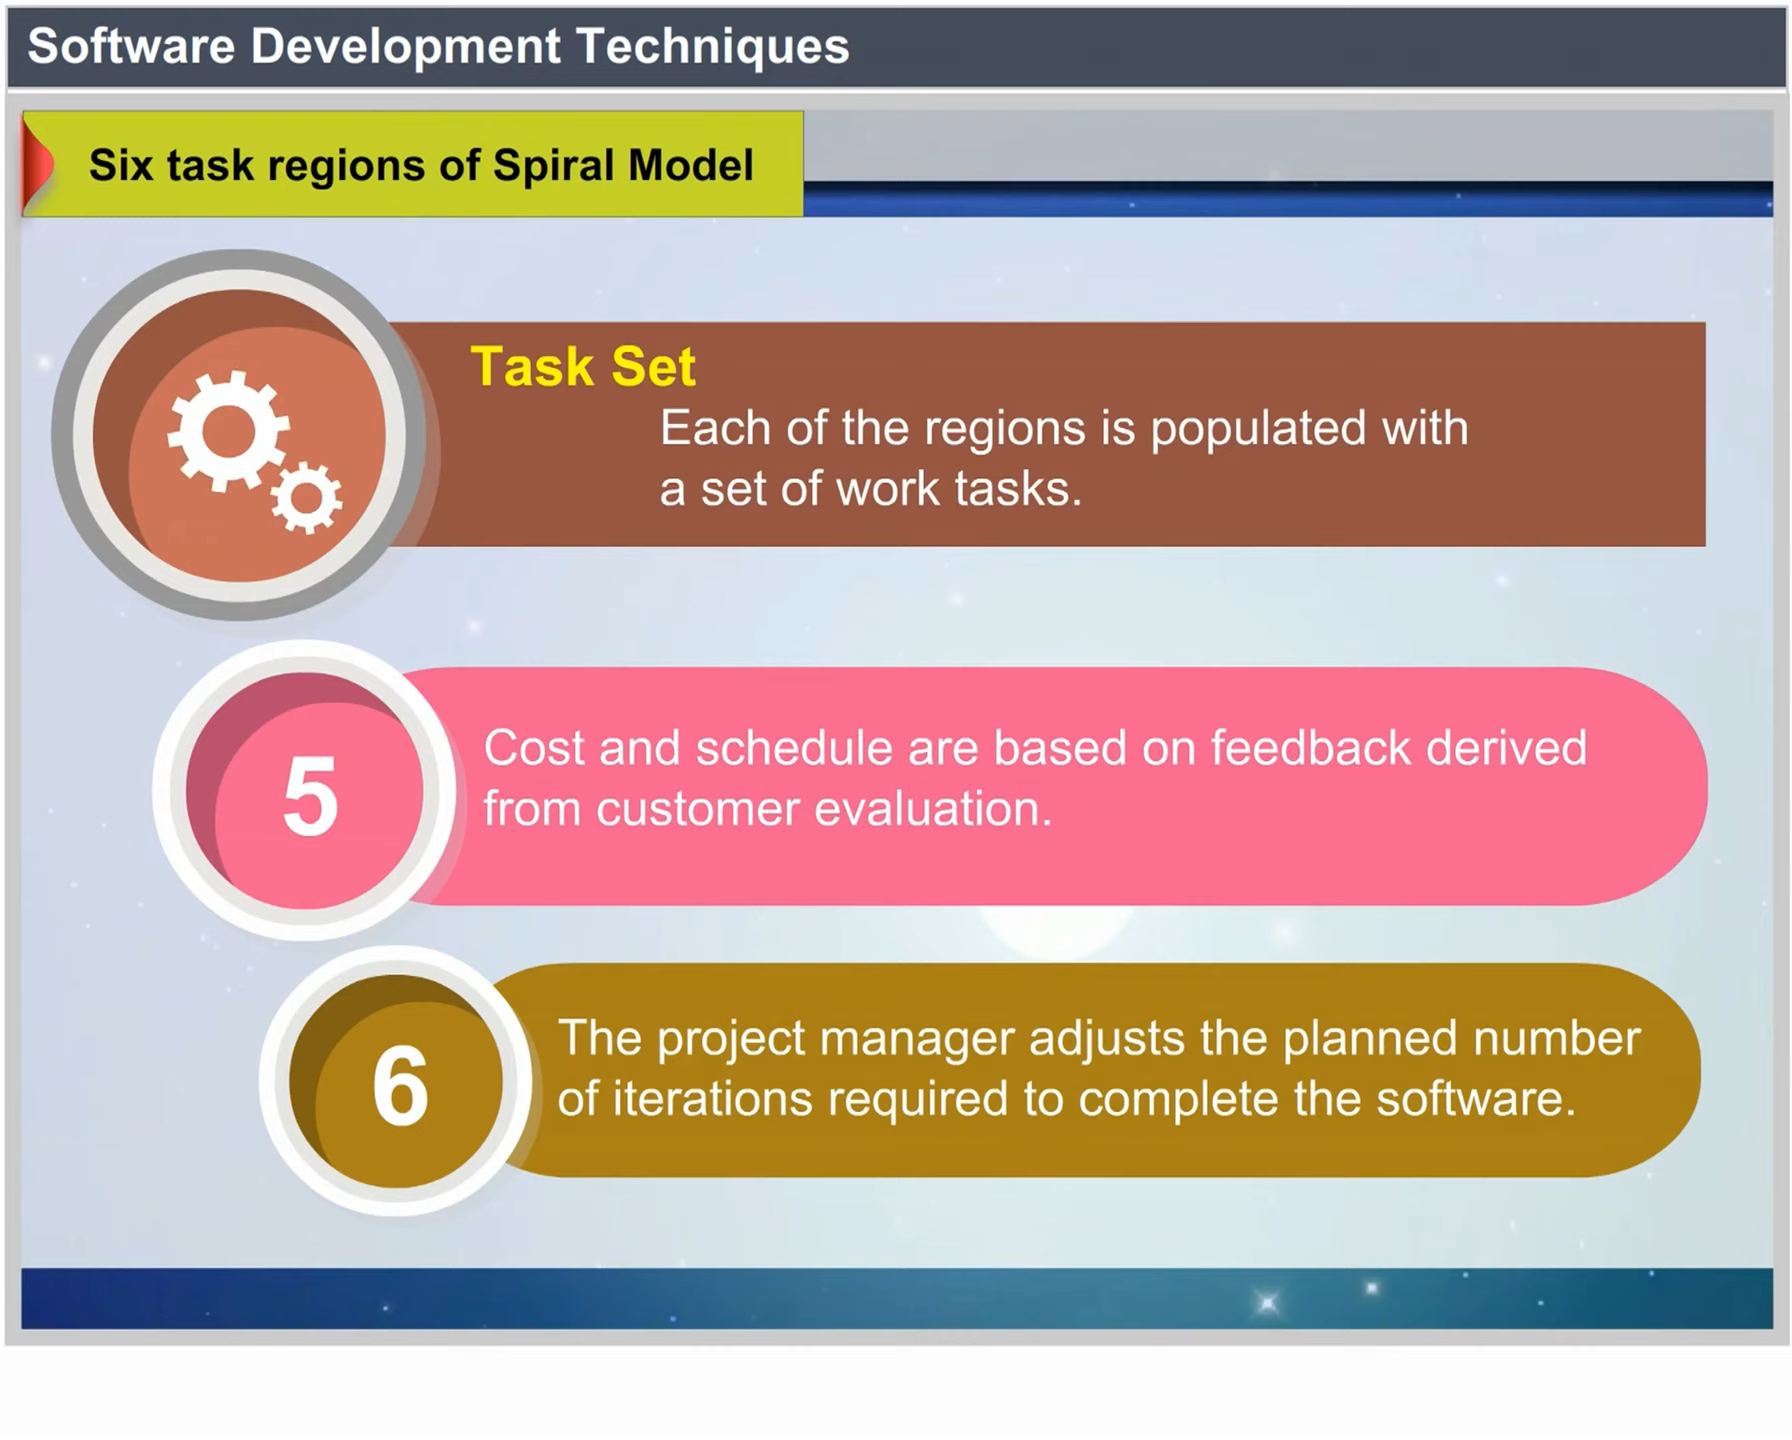 Software Development Techniques
Six task regions of Spiral Model
Task Set
Each of the regions is populated with
a set of work tasks.
5
Cost and schedule are based on feedback derived
from customer evaluation.
6
The project manager adjusts the planned number
of iterations required to complete the software.